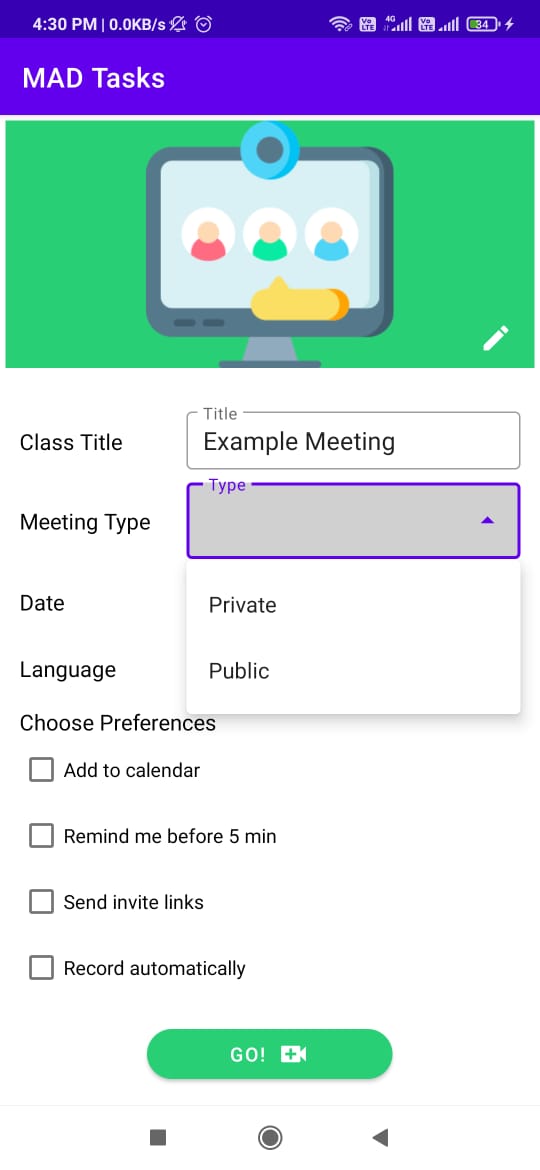 4:30 PM | 0.0KB/s
Vo LTE 4G Vo LTE 34
MAD Tasks
Title
Class Title Example Meeting
Type
Meeting Type
Date Private
Language Public
Choose Preferences
Add to calendar
Remind me before 5 min
Send invite links
Record automatically
GO!